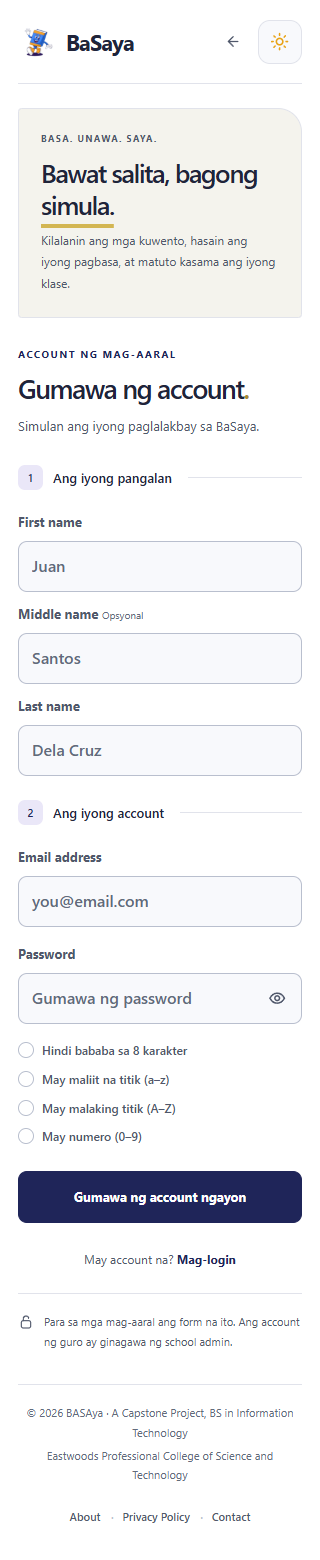 BaSaya
BASA. UNAWA. SAYA.
Bawat salita, bagong
simula.
Kilalanin ang mga kuwento, hasain ang
iyong pagbasa, at matuto kasama ang iyong
klase.
ACCOUNT NG MAG-AARAL
Gumawa ng account.
Simulan ang iyong paglalakbay sa BaSaya.
1 Ang iyong pangalan
First name
Juan
Middle name Opsyonal
Santos
Last name
Dela Cruz
2 Ang iyong account
Email address
you@email.com
Password
Gumawa ng password
Hindi bababa sa 8 karakter
May maliit na titik (a–z)
May malaking titik (A–Z)
May numero (0–9)
Gumawa ng account ngayon
May account na? Mag-login
Para sa mga mag-aaral ang form na ito. Ang account
ng guro ay ginagawa ng school admin.
© 2026 BASAya · A Capstone Project, BS in Information
Technology
Eastwoods Professional College of Science and
Technology
About · Privacy Policy · Contact